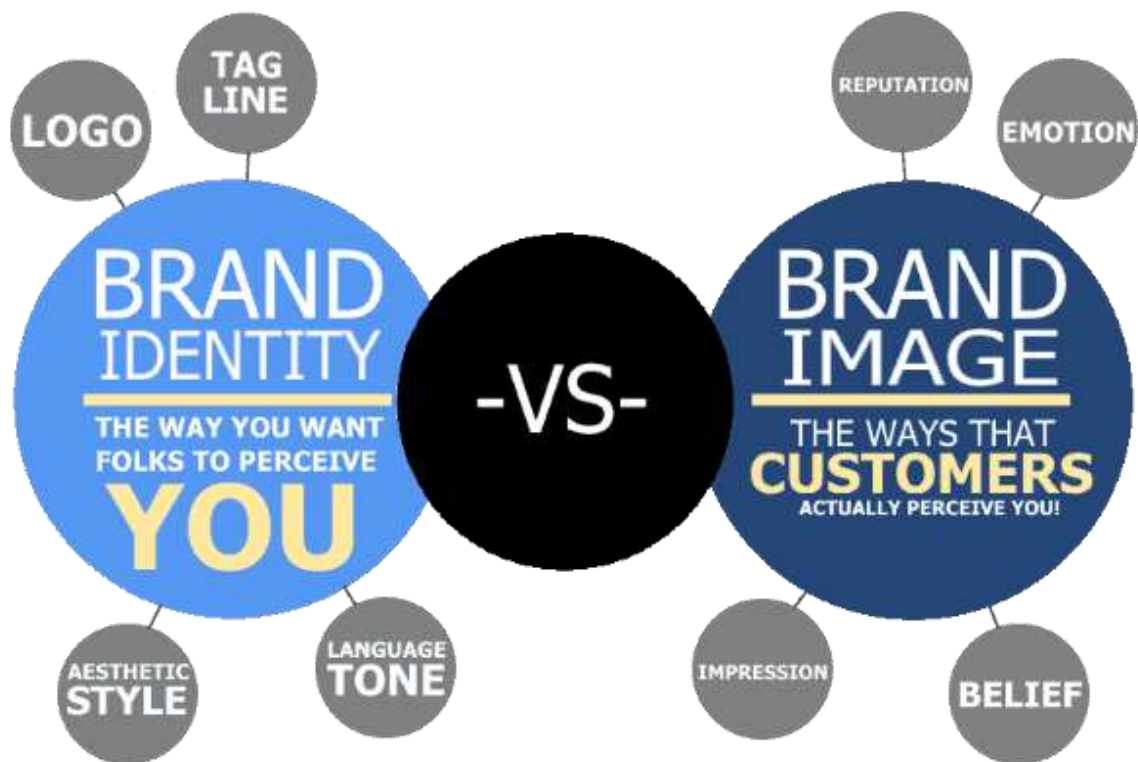 LOGO
TAG
LINE
BRAND
IDENTITY
THE WAY YOU WANT
FOLKS TO PERCEIVE
YOU
AESTHETIC
STYLE
LANGUAGE
TONE
-VS-
REPUTATION
EMOTION
BRAND
IMAGE
THE WAYS THAT
CUSTOMERS
ACTUALLY PERCEIVE YOU!
IMPRESSION
BELIEF